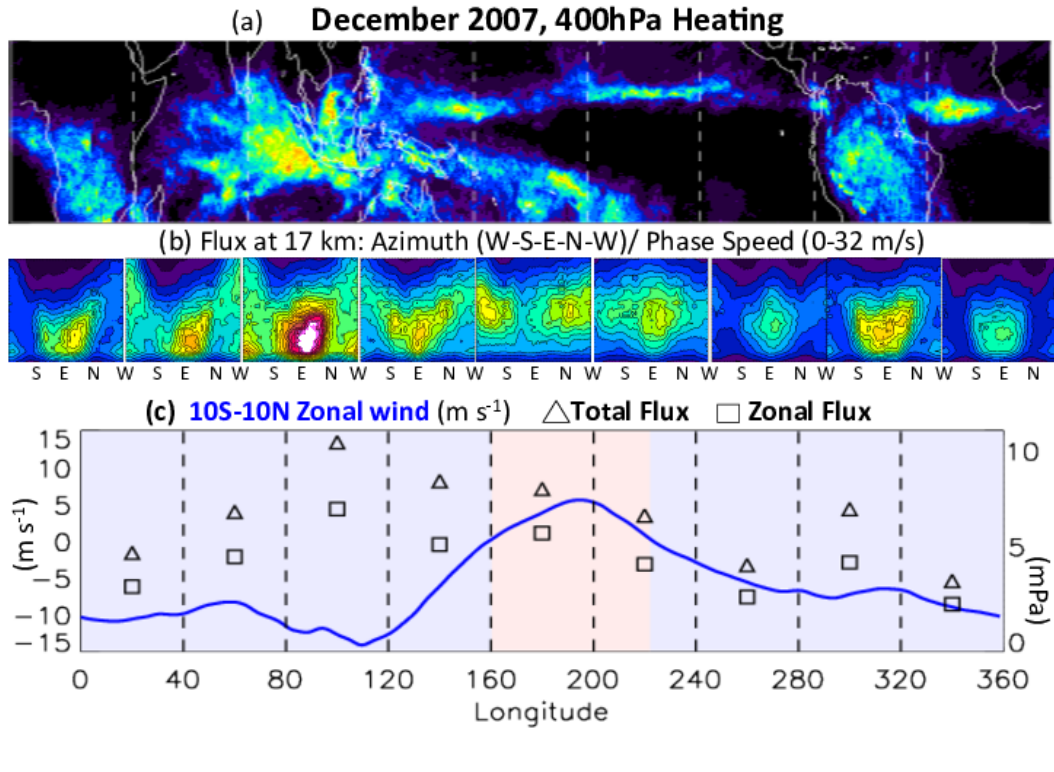 (a) December 2007, 400hPa Heating
(b) Flux at 17 km: Azimuth (W-S-E-N-W)/ Phase Speed (0-32 m/s)
S E N W S E N W S E N W S E N W S E N W S E N W S E N W S E N W S E N
(c) 10S-10N Zonal wind (m s-1) △Total Flux □ Zonal Flux
15
10
5
0
−5
−10
−15
(m s-1)
10
5
0
(mPa)
0 40 80 120 160 200 240 280 320 360
Longitude